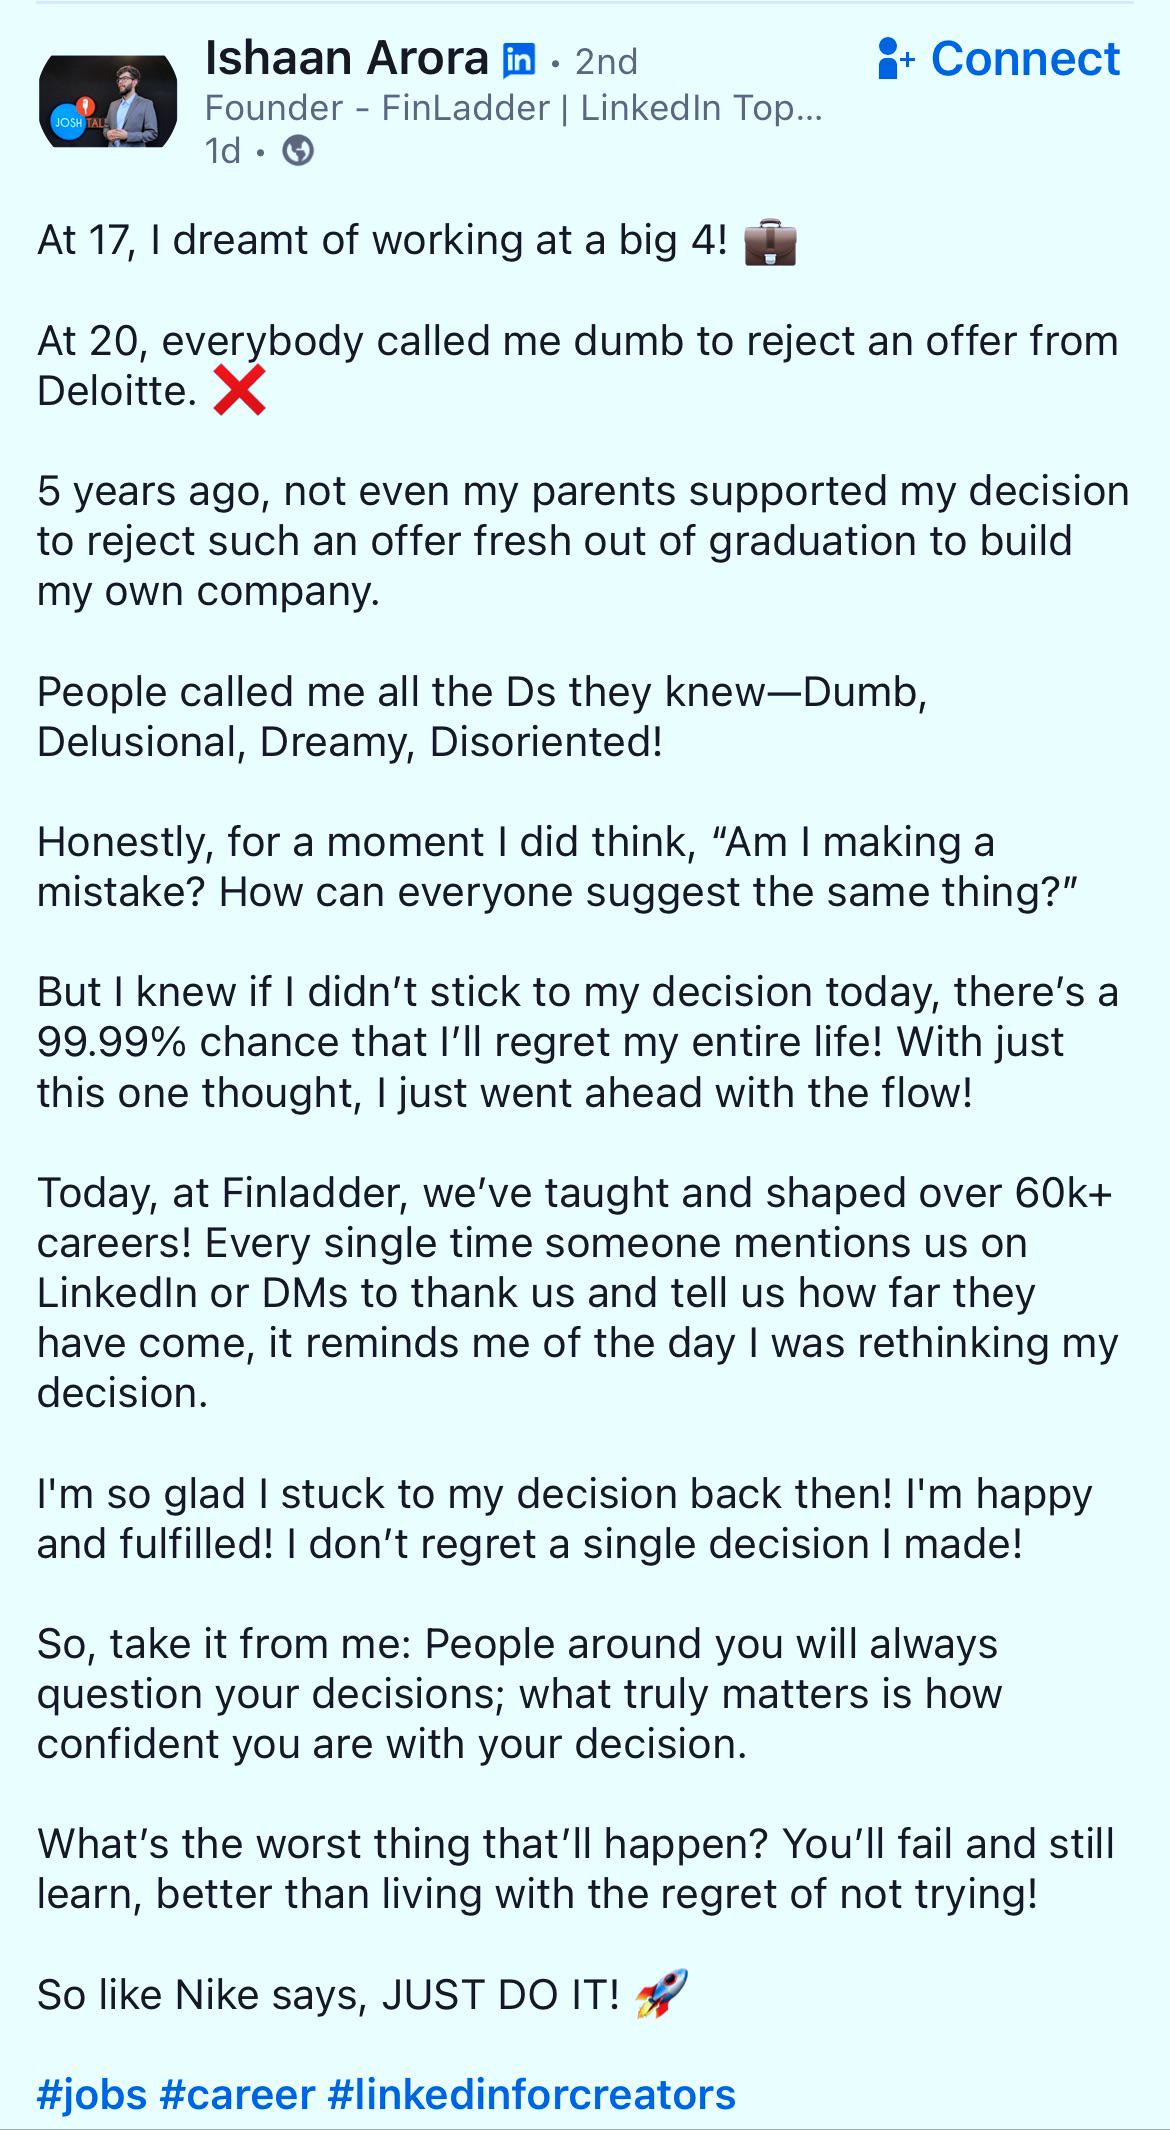 Ishaan Arora in • 2nd
Connect
Founder - FinLadder | LinkedIn Top...
1d •
JOSH TALKS
At 17, I dreamt of working at a big 4! 💼
At 20, everybody called me dumb to reject an offer from
Deloitte. ❌
5 years ago, not even my parents supported my decision
to reject such an offer fresh out of graduation to build
my own company.
People called me all the Ds they knew—Dumb,
Delusional, Dreamy, Disoriented!
Honestly, for a moment I did think, “Am I making a
mistake? How can everyone suggest the same thing?”
But I knew if I didn’t stick to my decision today, there’s a
99.99% chance that I’ll regret my entire life! With just
this one thought, I just went ahead with the flow!
Today, at Finladder, we’ve taught and shaped over 60k+
careers! Every single time someone mentions us on
LinkedIn or DMs to thank us and tell us how far they
have come, it reminds me of the day I was rethinking my
decision.
I'm so glad I stuck to my decision back then! I'm happy
and fulfilled! I don’t regret a single decision I made!
So, take it from me: People around you will always
question your decisions; what truly matters is how
confident you are with your decision.
What’s the worst thing that’ll happen? You’ll fail and still
learn, better than living with the regret of not trying!
So like Nike says, JUST DO IT! 🚀
#jobs #career #linkedinforcreators